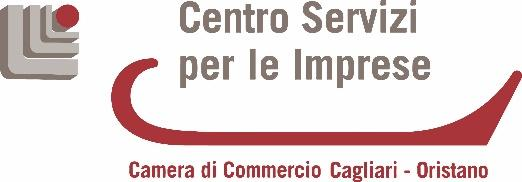 Centro Servizi
per le Imprese
Camera di Commercio Cagliari - Oristano